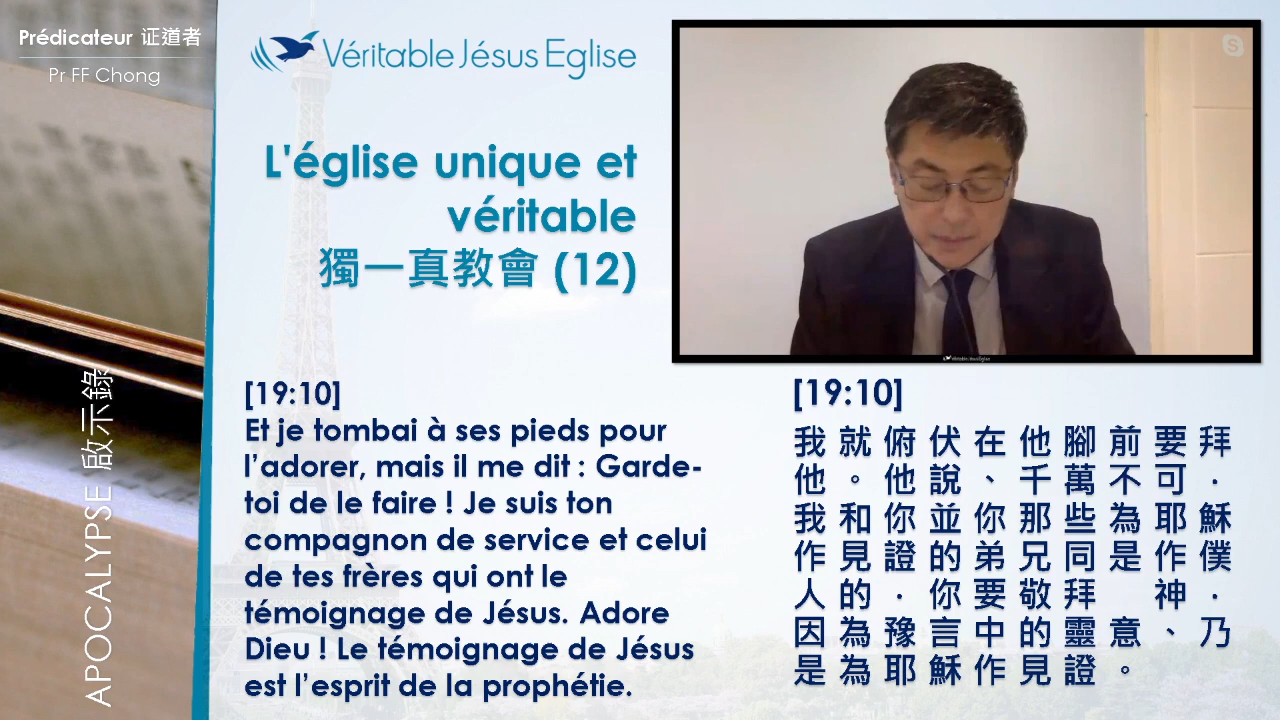 Prédicateur 证道者
Pr FF Chong
APOCALYPSE 啟示錄
Véritable Jésus Eglise
L'église unique et
véritable
獨一真教會 (12)
Véritable Jésus Eglise
[19:10]
Et je tombai à ses pieds pour
l’adorer, mais il me dit : Garde-
toi de le faire ! Je suis ton
compagnon de service et celui
de tes frères qui ont le
témoignage de Jésus. Adore
Dieu ! Le témoignage de Jésus
est l’esprit de la prophétie.
[19:10]
我就俯伏在他腳前要拜
他。他說、千萬不可．
我和你並你那些為耶穌
作見證的弟兄同是作僕
人的．你要敬拜　神．
因為豫言中的靈意、乃
是為耶穌作見證。